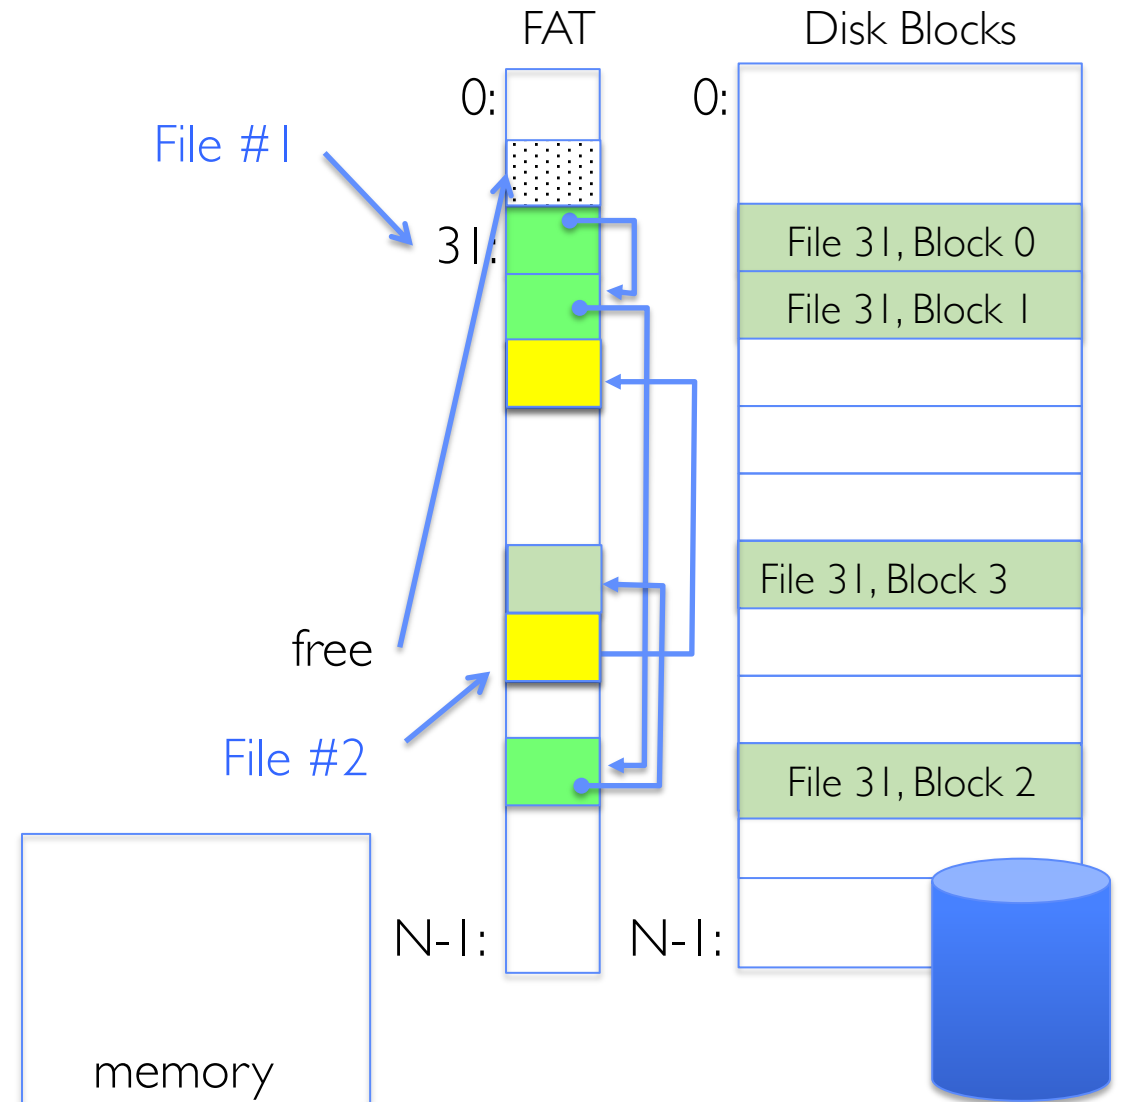 FAT
Disk Blocks
0:
0:
File #1
31:
File 31, Block 0
File 31, Block 1
File 31, Block 3
free
File #2
File 31, Block 2
N-1:
N-1:
memory